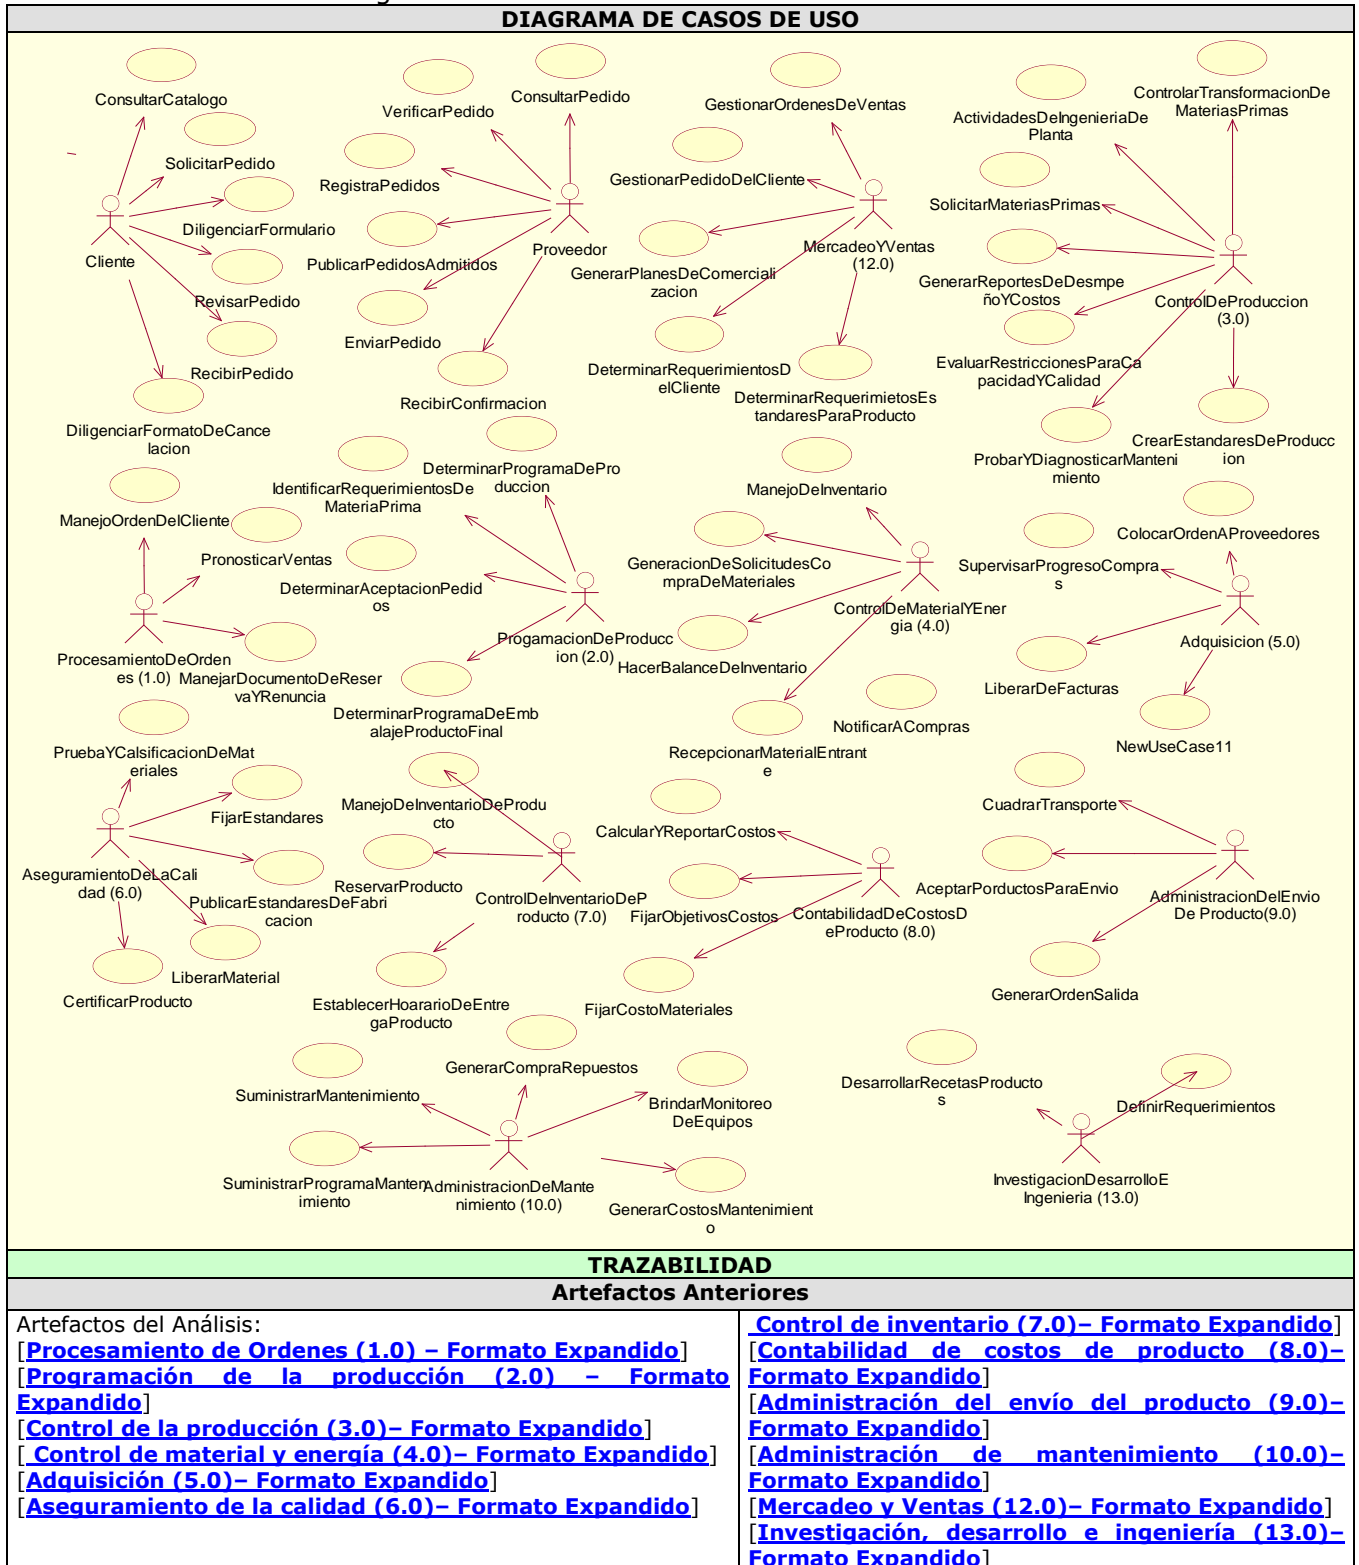 DIAGRAMA DE CASOS DE USO
ConsultarCatalogo
SolicitarPedido
DiligenciarFormulario
Cliente
RevisarPedido
RecibirPedido
DiligenciarFormatoDeCance
lacion
VerificarPedido
ConsultarPedido
RegistraPedidos
PublicarPedidosAdmitidos
Proveedor
EnviarPedido
RecibirConfirmacion
GestionarOrdenesDeVentas
GestionarPedidoDelCliente
MercadeoYVentas
(12.0)
GenerarPlanesDeComerciali
zacion
DeterminarRequerimientosD
elCliente
DeterminarRequerimietosEs
tandaresParaProducto
ActividadesDeIngenieriaDe
Planta
ControlarTransformacionDe
MateriasPrimas
SolicitarMateriasPrimas
GenerarReportesDeDesmpe
ñoYCostos
ControlDeProduccion
(3.0)
EvaluarRestriccionesParaCa
pacidadYCalidad
ProbarYDiagnosticarManteni
miento
CrearEstandaresDeProducc
ion
ManejoOrdenDelCliente
PronosticarVentas
ProcesamientoDeOrden
es (1.0)
ManejarDocumentoDeReser
vaYRenuncia
IdentificarRequerimientosDe
MateriaPrima
DeterminarProgramaDePro
duccion
DeterminarAceptacionPedid
os
ProgamacionDeProducc
ion (2.0)
DeterminarProgramaDeEmb
alajeProductoFinal
ManejoDeInventario
GeneracionDeSolicitudesCo
mpraDeMateriales
ControlDeMaterialYEner
gia (4.0)
HacerBalanceDeInventario
RecepcionarMaterialEntrant
e
NotificarACompras
ColocarOrdenAProveedores
SupervisarProgresoCompra
s
Adquisicion (5.0)
LiberarDeFacturas
NewUseCase11
PruebaYCalsificacionDeMat
eriales
FijarEstandares
AseguramientoDeLaCali
dad (6.0)
PublicarEstandaresDeFabri
cacion
LiberarMaterial
CertificarProducto
ManejoDeInventarioDeProdu
cto
ReservarProducto
ControlDeInventarioDeP
roducto (7.0)
EstablecerHoararioDeEntre
gaProducto
CalcularYReportarCostos
FijarObjetivosCostos
ContabilidadDeCostosD
eProducto (8.0)
FijarCostoMateriales
CuadrarTransporte
AceptarPorductosParaEnvio
AdministracionDelEnvio
De Producto(9.0)
GenerarOrdenSalida
GenerarCompraRepuestos
SuministrarMantenimiento
BrindarMonitoreo
DeEquipos
SuministrarProgramaManten
imiento
AdministracionDeMante
nimiento (10.0)
GenerarCostosMantenimient
o
DesarrollarRecetasProducto
s
DefinirRequerimientos
InvestigacionDesarrolloE
Ingenieria (13.0)
TRAZABILIDAD
Artefactos Anteriores
Artefactos del Análisis:
[Procesamiento de Ordenes (1.0) – Formato Expandido]
[Programación de la producción (2.0) – Formato
Expandido]
[Control de la producción (3.0)– Formato Expandido]
[ Control de material y energía (4.0)– Formato Expandido]
[Adquisición (5.0)– Formato Expandido]
[Aseguramiento de la calidad (6.0)– Formato Expandido]
Control de inventario (7.0)– Formato Expandido]
[Contabilidad de costos de producto (8.0)–
Formato Expandido]
[Administración del envío del producto (9.0)–
Formato Expandido]
[Administración de mantenimiento (10.0)–
Formato Expandido]
[Mercadeo y Ventas (12.0)– Formato Expandido]
[Investigación, desarrollo e ingeniería (13.0)–
Formato Expandido]